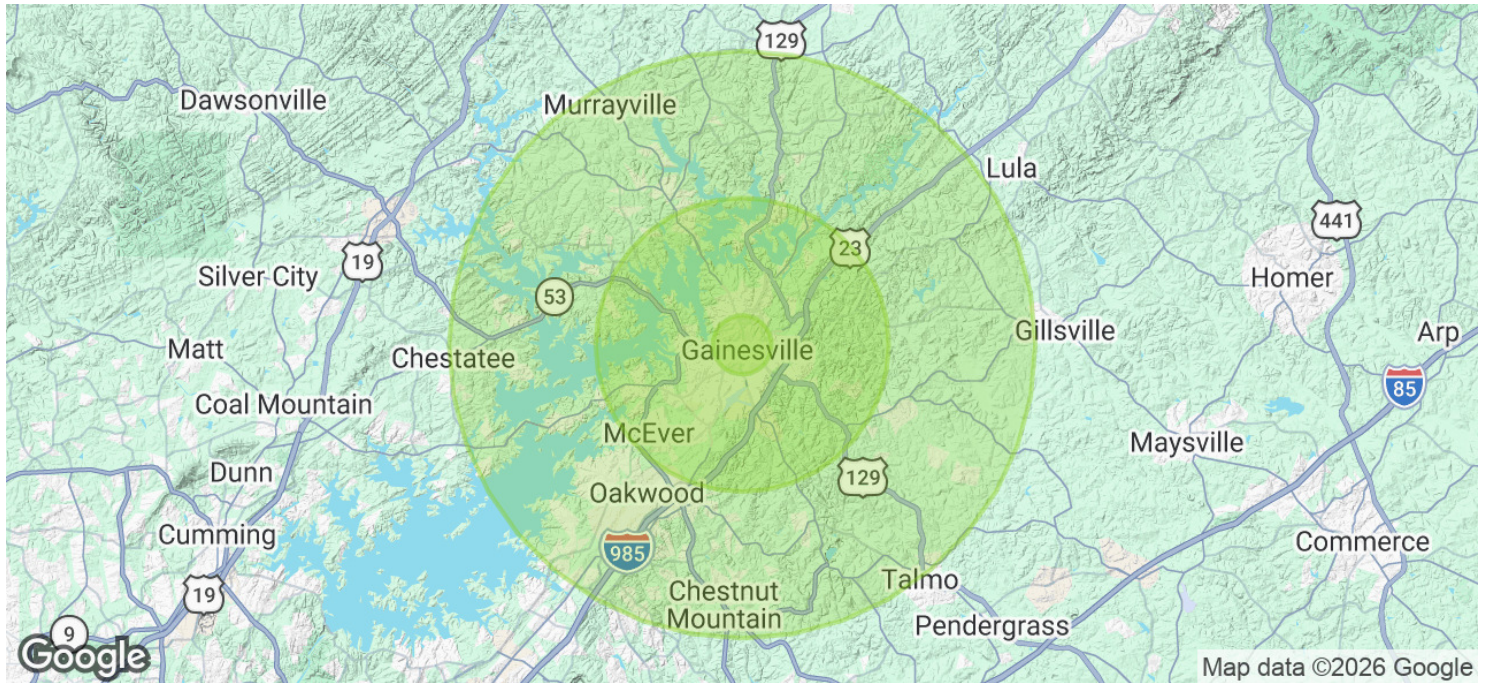 129
Dawsonville
Murrayville
Lula
441
19
23
Silver City
Homer
53
Matt
Chestatee
Gainesville
Gillsville
Arp
85
Coal Mountain
McEver
Maysville
Dunn
129
Oakwood
Cumming
985
Commerce
19
Chestnut
Mountain
Talmo
9
Pendergrass
Google
Map data ©2026 Google